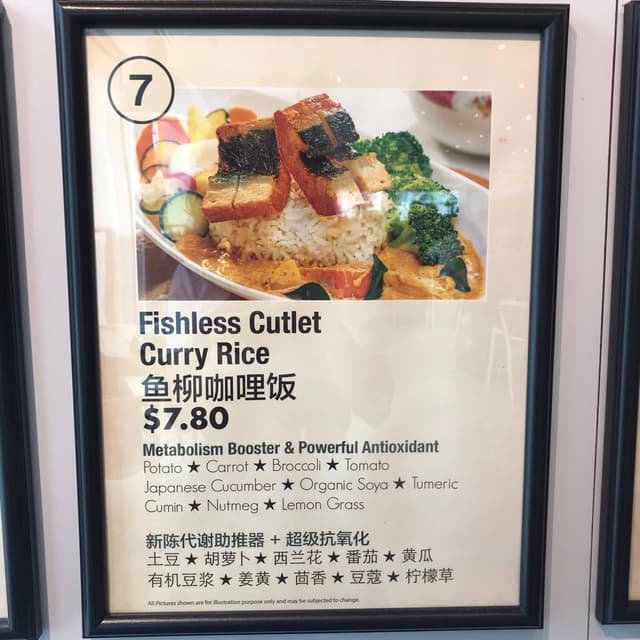 7
Fishless Cutlet
Curry Rice
鱼柳咖哩饭
$7.80
Metabolism Booster & Powerful Antioxidant
Potato ★ Carrot ★ Broccoli ★ Tomato
Japanese Cucumber ★ Organic Soya ★ Tumeric
Cumin ★ Nutmeg ★ Lemon Grass
新陈代谢助推器 + 超级抗氧化
土豆 ★ 胡萝卜 ★ 西兰花 ★ 番茄 ★ 黄瓜
有机豆浆 ★ 姜黄 ★ 茴香 ★ 豆蔻 ★ 柠檬草
All Pictures shown are for illustration purpose only and may be subjected to change.